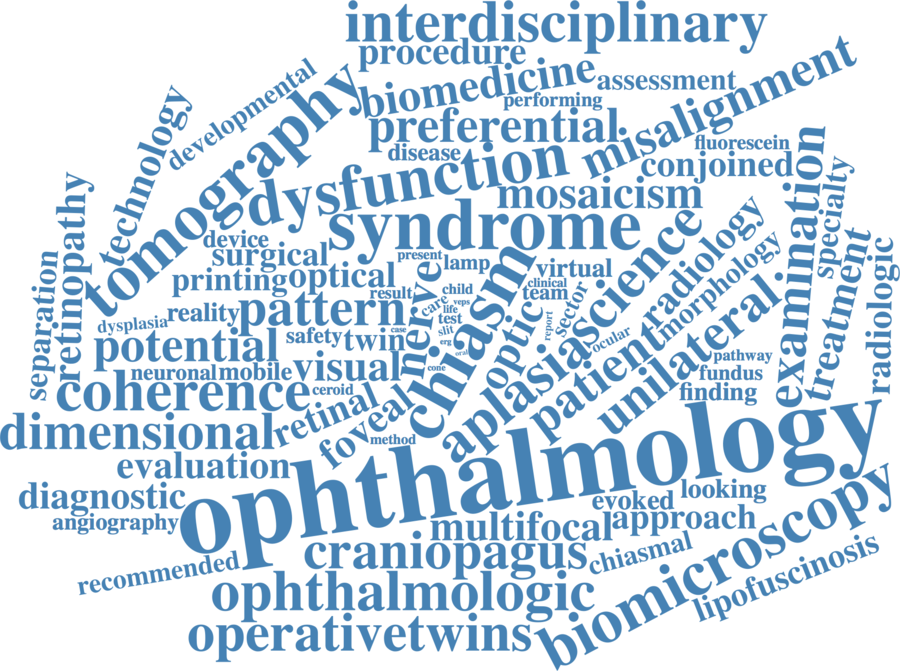 interdisciplinary
procedure
biomedicine
assessment
performing
misalignment
developmental
tomography
technology
preferential
fluorescein
disease
dysfunction
conjoined
mosaicism
syndrome
examination
specialty
retinopathy
separation
device
surgical
present
lamp
virtual
radiology
science
morphology
treatment
radiologic
printing
optical
result
nerve
child
clinical
team
sector
care
veps
life
test
slit
erg
oral
cone
chiasm
optic
report
ocular
dysplasia
reality
pattern
case
safety
twin
potential
neuronal
mobile
visual
aplasia
patient
unilateral
pathway
fundus
finding
coherence
ceroid
retinal
foveal
method
dimensional
evaluation
ophthalmology
diagnostic
angiography
evoked
looking
multifocal
approach
craniopagus
chiasmal
biomicroscopy
recommended
lipofuscinosis
ophthalmologic
operative
twins